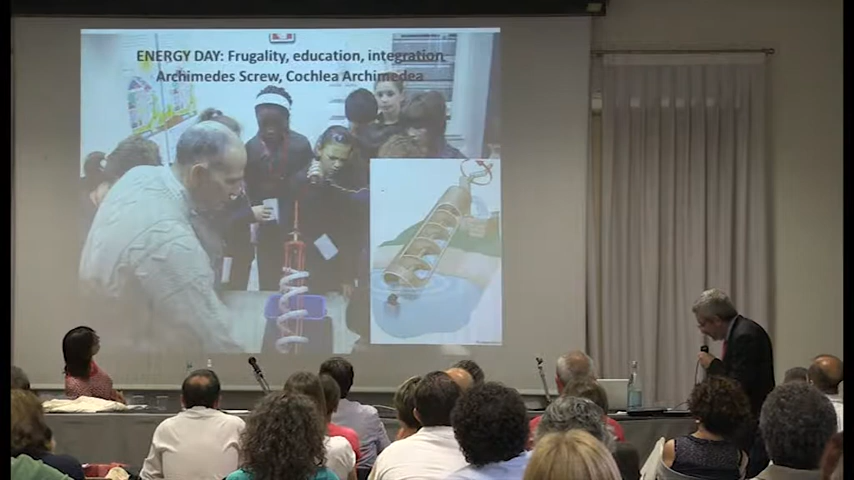 ENERGY DAY: Frugality, education, integration
Archimedes Screw, Cochlea Archimedea